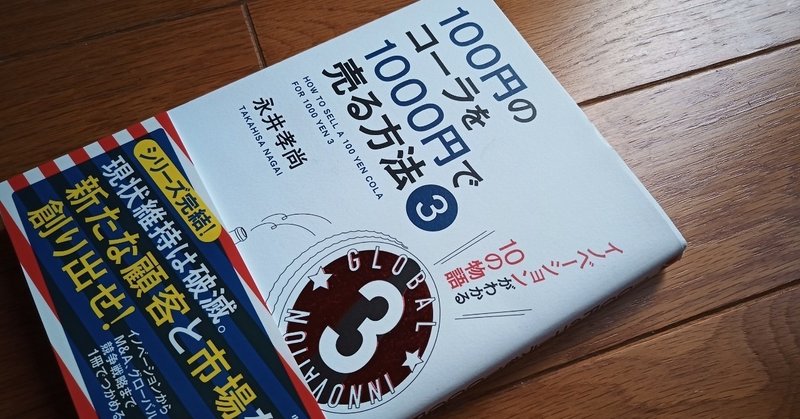 100円の
コーラを
1000円で
売る方法
3
HOW TO SELL A 100 YEN COLA
FOR 1000 YEN 3
永井孝尚
TAKAHISA NAGAI
イノベーションがわかる
10の物語
GLOBAL
3
INNOVATION
シリーズ完結!
現状維持は破滅。
新たな顧客と市場
創り出せ!
イノベーションから
M&A、グローバル
競争戦略まで
1冊でつかめる